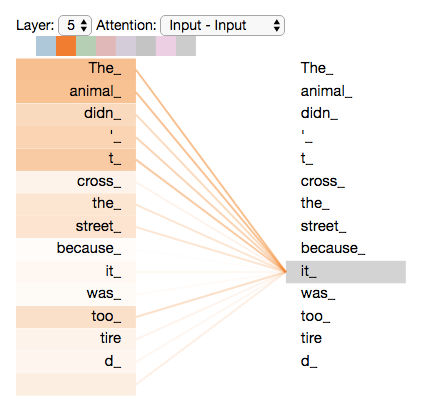 Layer: 5 Attention: Input - Input
The_ The_
animal_ animal_
didn_ didn_
'_ '_
t_ t_
cross_ cross_
the_ the_
street_ street_
because_ because_
it_ it_
was_ was_
too_ too_
tire tire
d_ d_